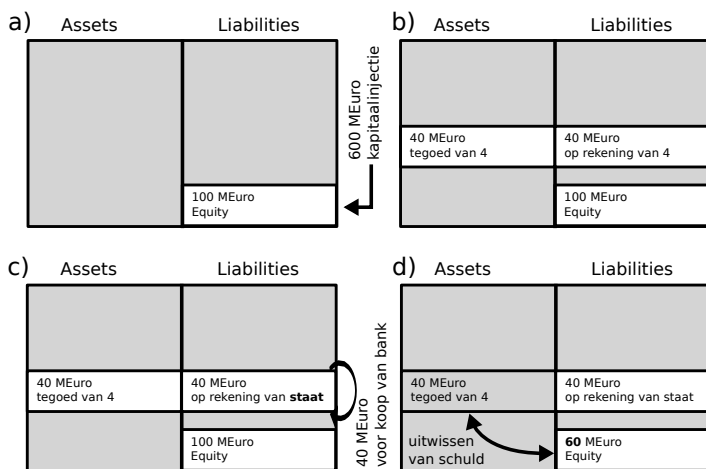 a)
Assets
Liabilities
100 MEuro
Equity
600 MEuro
kapitaalinjectie
b)
Assets
Liabilities
40 MEuro
tegoed van 4
40 MEuro
op rekening van 4
100 MEuro
Equity
c)
Assets
Liabilities
40 MEuro
tegoed van 4
40 MEuro
op rekening van staat
100 MEuro
Equity
40 MEuro
voor koop van bank
d)
Assets
Liabilities
40 MEuro
tegoed van 4
40 MEuro
op rekening van staat
uitwissen
van schuld
60 MEuro
Equity